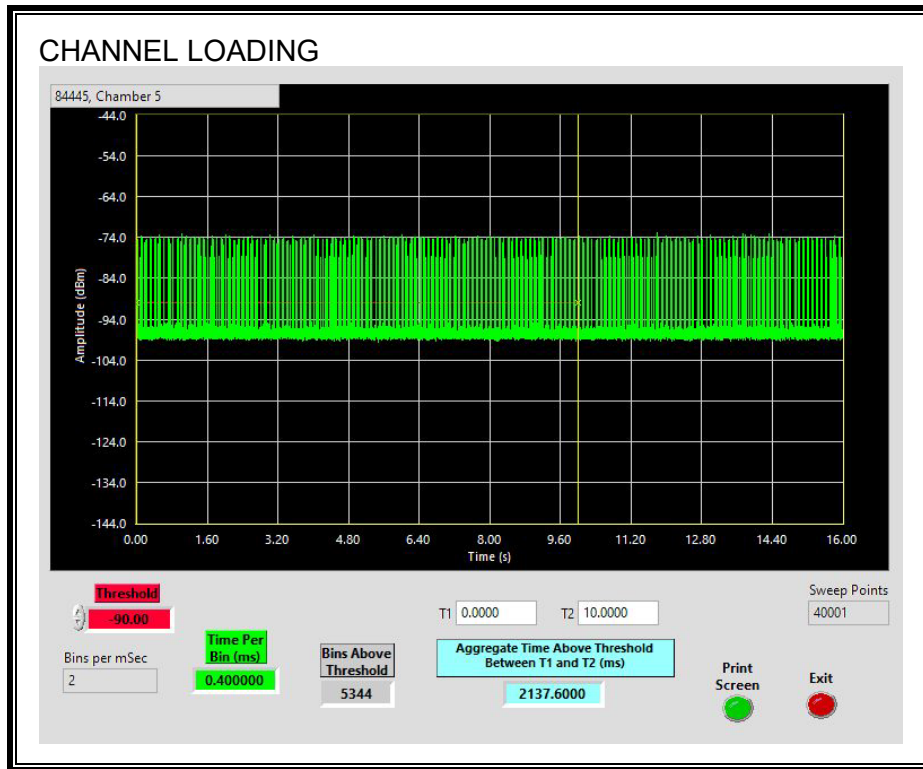 CHANNEL LOADING
84445, Chamber 5
-44.0
-54.0
-64.0
-74.0
-84.0
-94.0
-104.0
-114.0
-124.0
-134.0
-144.0
Amplitude (dBm)
0.00 1.60 3.20 4.80 6.40 8.00 9.60 11.20 12.80 14.40 16.00
Time (s)
Threshold
-90.00
Bins per mSec
2
Time Per
Bin (ms)
0.400000
Bins Above
Threshold
5344
T1 0.0000 T2 10.0000
Aggregate Time Above Threshold
Between T1 and T2 (ms)
2137.6000
Sweep Points
40001
Print
Screen
Exit